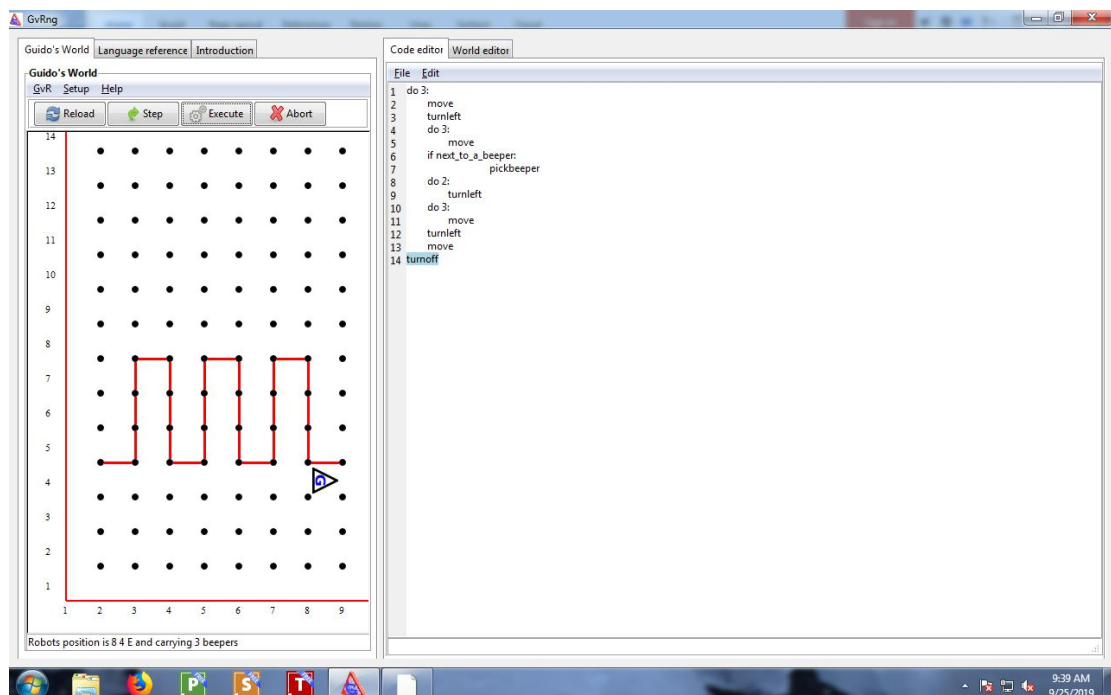 GvRng
Guido's World Language reference Introduction
Guido's World
GvR Setup Help
Reload Step Execute Abort
14
13
12
11
10
9
8
7
6
5
4
3
2
1
1 2 3 4 5 6 7 8 9
G
Robots position is 8 4 E and carrying 3 beepers
Code editor World editor
File Edit
1 do 3:
2 move
3 turnleft
4 do 3:
5 move
6 if next_to_a_beeper:
7 pickbeeper
8 do 2:
9 turnleft
10 do 3:
11 move
12 turnleft
13 move
14 turnoff
P S T
9:39 AM
9/25/2019